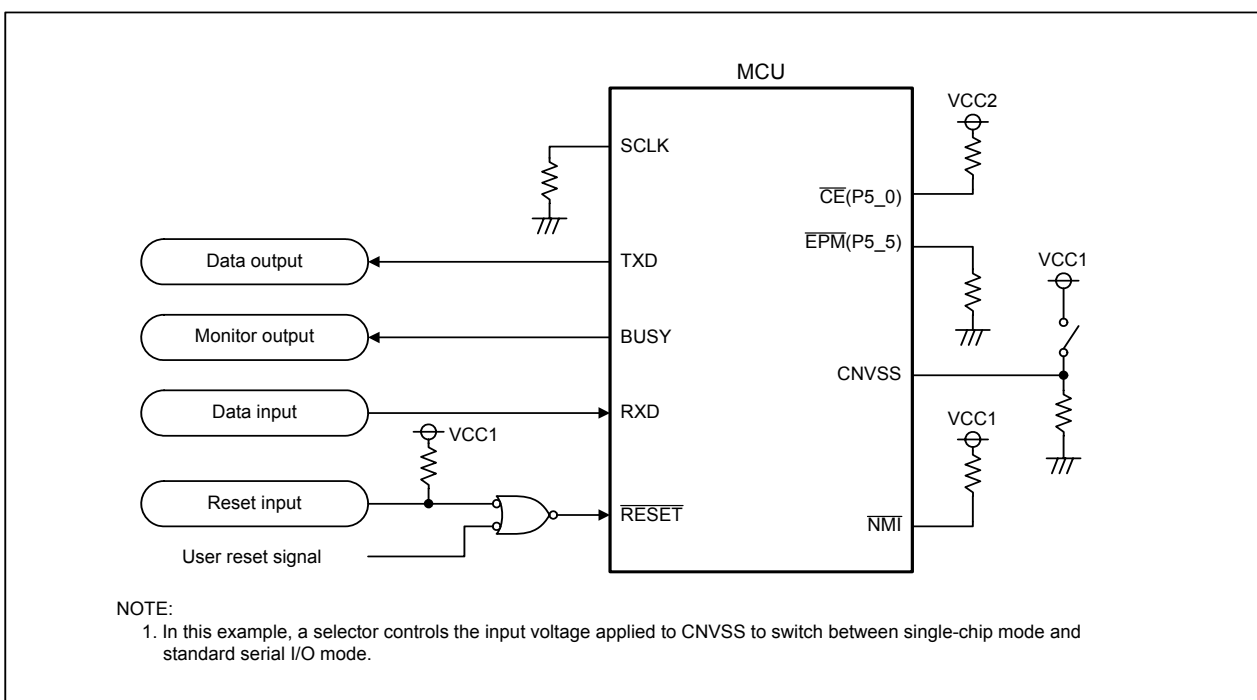 MCU
VCC2
SCLK
CE(P5_0)
EPM(P5_5)
Data output
TXD
VCC1
Monitor output
BUSY
CNVSS
Data input
RXD
VCC1
VCC1
Reset input
RESET
NMI
User reset signal
NOTE:
1. In this example, a selector controls the input voltage applied to CNVSS to switch between single-chip mode and
standard serial I/O mode.